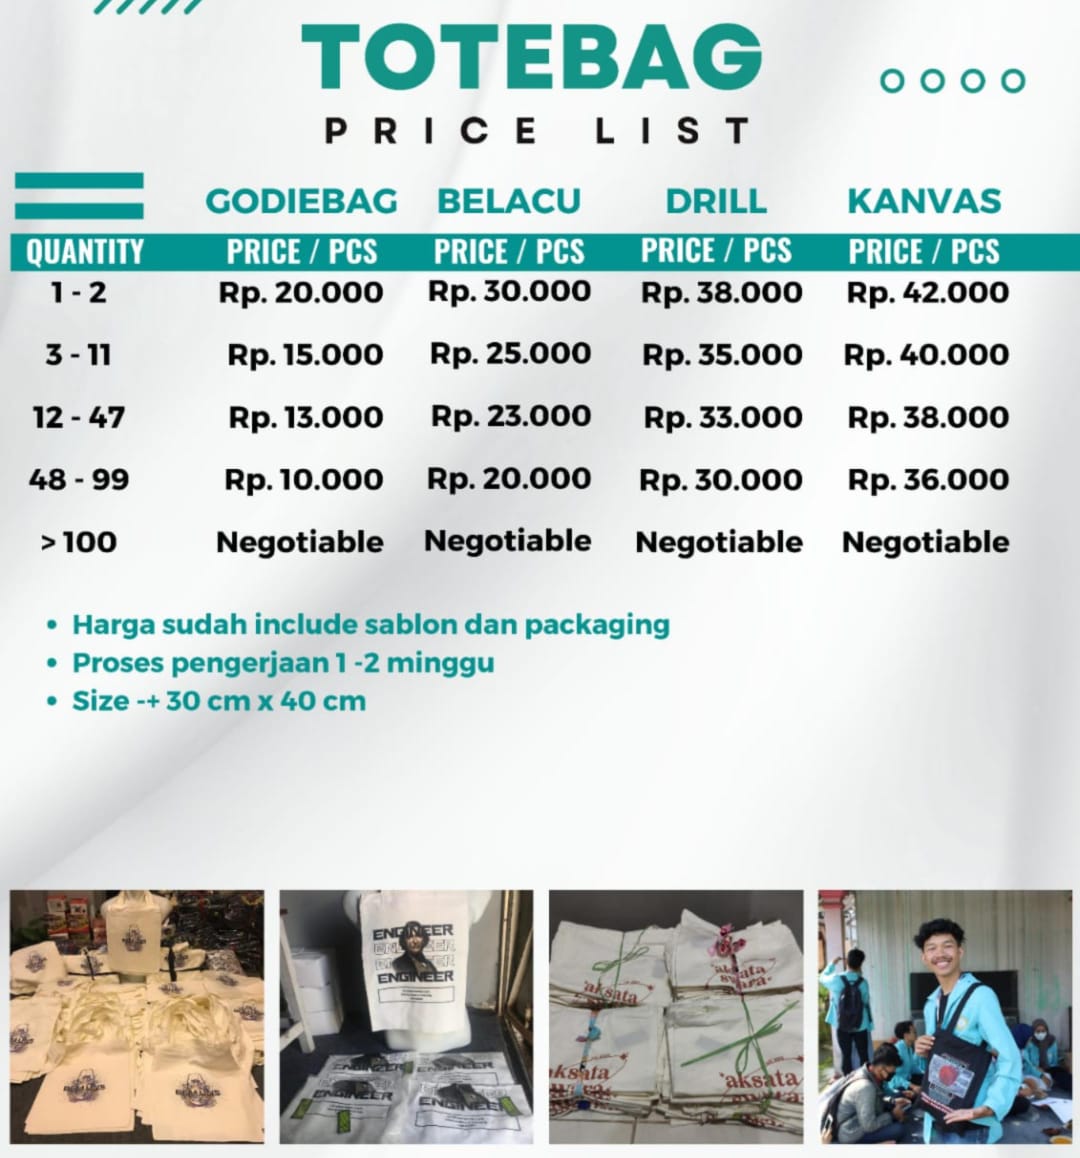 TOTEBAG
PRICE LIST
GODIEBAG BELACU DRILL KANVAS
QUANTITY PRICE / PCS PRICE / PCS PRICE / PCS PRICE / PCS
1 - 2 Rp. 20.000 Rp. 30.000 Rp. 38.000 Rp. 42.000
3 - 11 Rp. 15.000 Rp. 25.000 Rp. 35.000 Rp. 40.000
12 - 47 Rp. 13.000 Rp. 23.000 Rp. 33.000 Rp. 38.000
48 - 99 Rp. 10.000 Rp. 20.000 Rp. 30.000 Rp. 36.000
> 100 Negotiable Negotiable Negotiable Negotiable
• Harga sudah include sablon dan packaging
• Proses pengerjaan 1 -2 minggu
• Size -+ 30 cm x 40 cm
ENGINEER
ENGINEER
ENGINEER
ENGINEER
ENGINEER
'aksata
'aksata